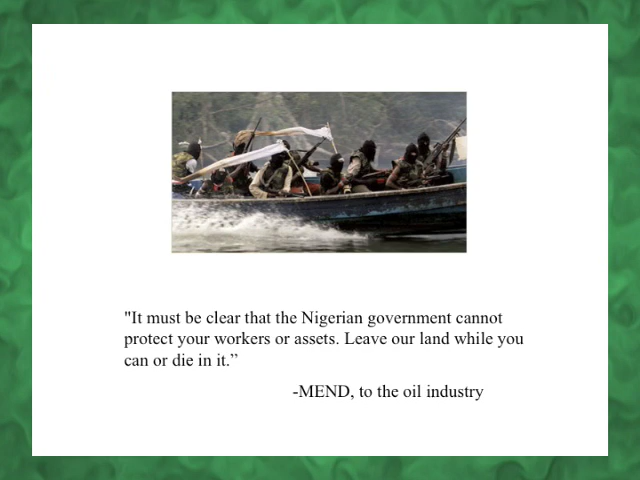 "It must be clear that the Nigerian government cannot
protect your workers or assets. Leave our land while you
can or die in it.”
-MEND, to the oil industry